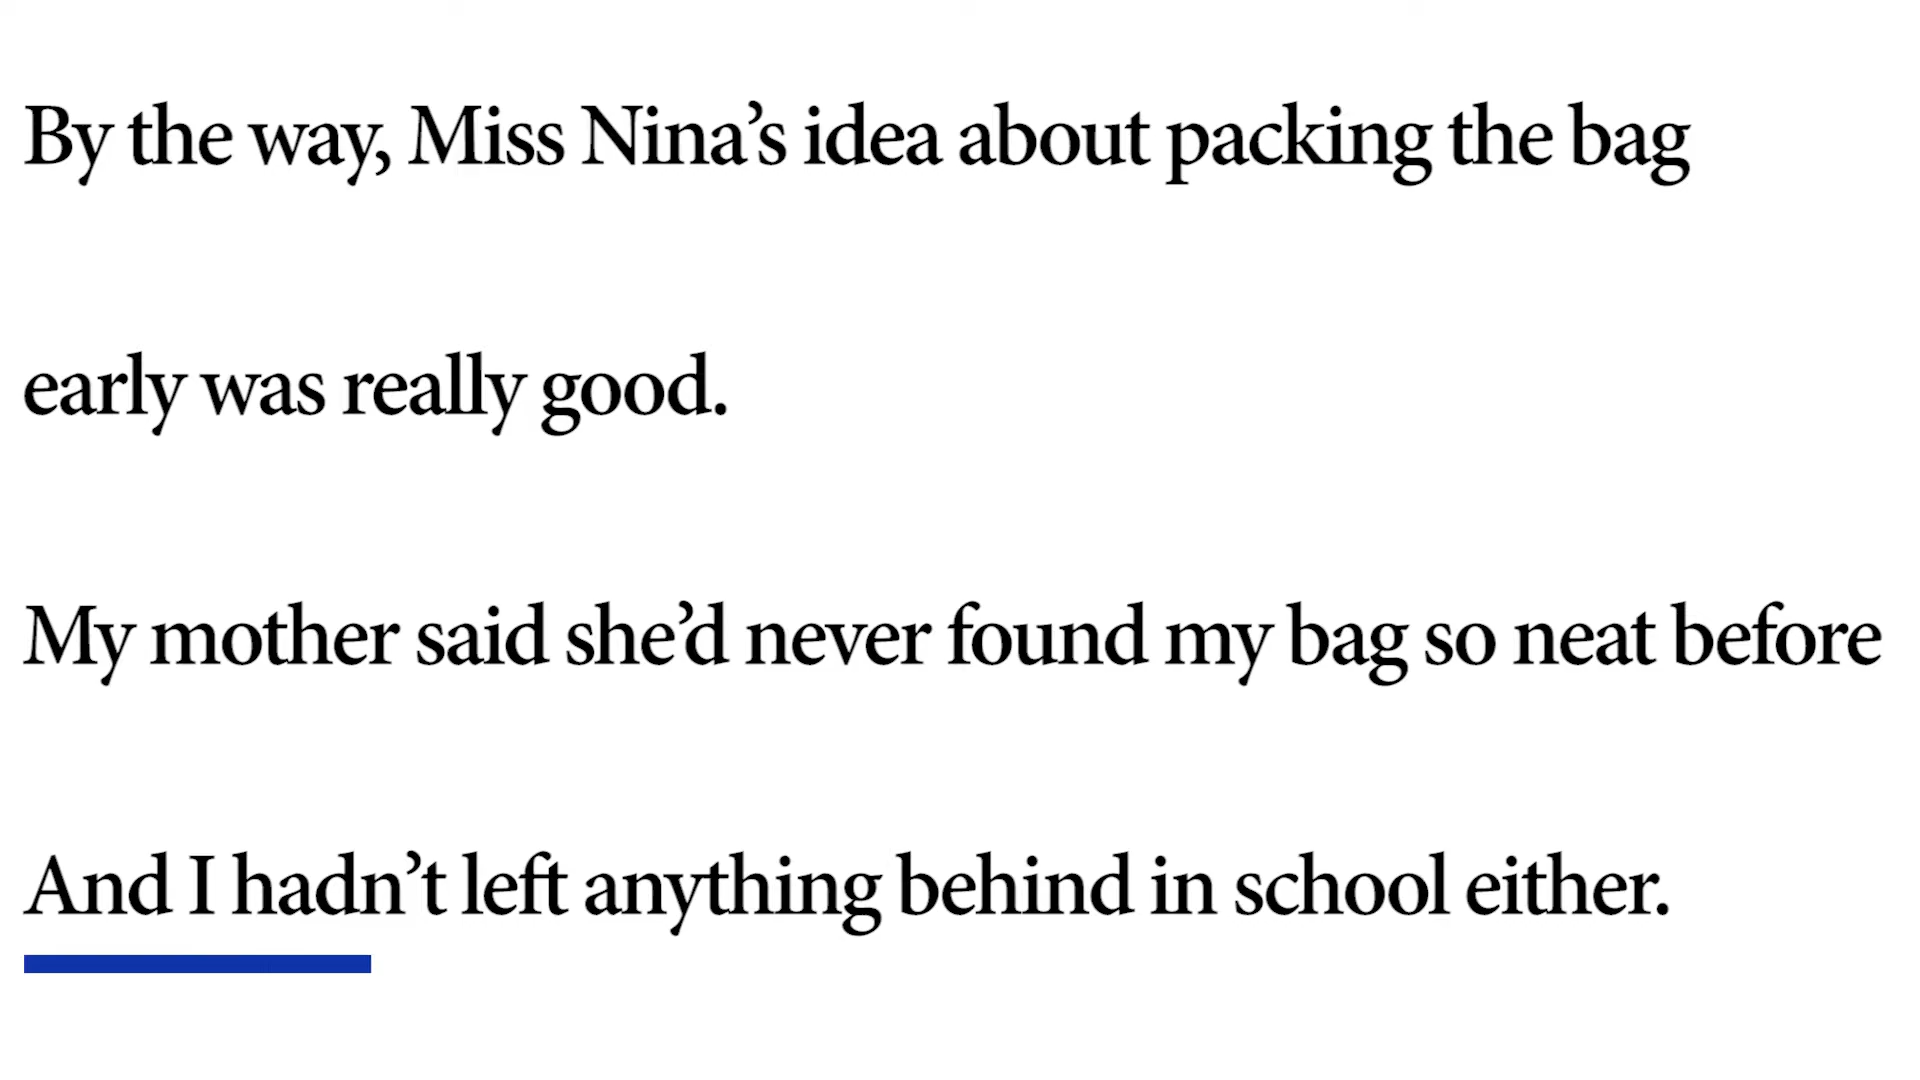 By the way, Miss Nina’s idea about packing the bag
early was really good.
My mother said she’d never found my bag so neat before
And I hadn’t left anything behind in school either.